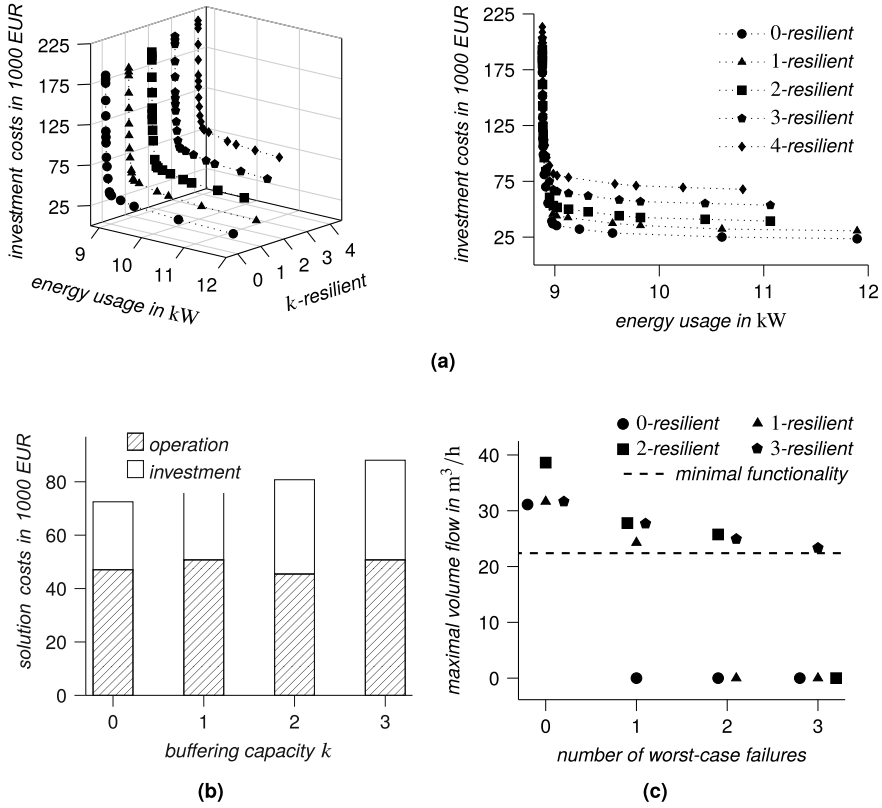 investment costs in 1000 EUR
225
175
125
75
25
9
10
11
12
energy usage in kW
0
1
2
3
4
k-resilient
investment costs in 1000 EUR
225
175
125
75
25
9
10
11
12
energy usage in kW
0-resilient
1-resilient
2-resilient
3-resilient
4-resilient
(a)
solution costs in 1000 EUR
80
60
40
20
0
operation
investment
0
1
2
3
buffering capacity k
(b)
maximal volume flow in m³/h
40
30
20
10
0
0-resilient
1-resilient
2-resilient
3-resilient
minimal functionality
0
1
2
3
number of worst-case failures
(c)